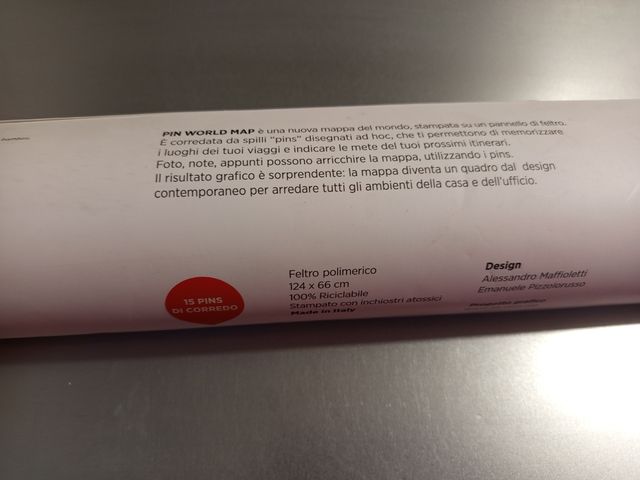 PIN WORLD MAP è una nuova mappa del mondo, stampata su un pannello di feltro.
È corredata da spilli "pins" disegnati ad hoc, che ti permettono di memorizzare
i luoghi dei tuoi viaggi e indicare le mete dei tuoi prossimi itinerari.
Foto, note, appunti possono arricchire la mappa, utilizzando i pins.
Il risultato grafico è sorprendente: la mappa diventa un quadro dal design
contemporaneo per arredare tutti gli ambienti della casa e dell'ufficio.
15 PINS
DI CORREDO
Feltro polimerico
124 x 66 cm
100% Riciclabile
Stampato con inchiostri atossici
Made in Italy
Design
Alessandro Maffioletti
Emanuele Pizzolorusso
Progetto grafico